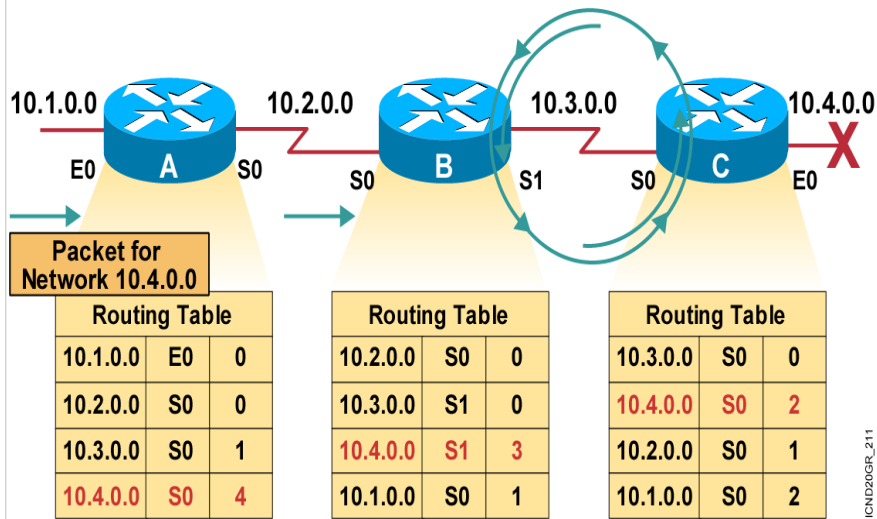 10.1.0.0 10.2.0.0 10.3.0.0 10.4.0.0
A B C
E0 S0 S0 S1 S0 E0
X
Packet for
Network 10.4.0.0
Routing Table
10.1.0.0 E0 0
10.2.0.0 S0 0
10.3.0.0 S0 1
10.4.0.0 S0 4
Routing Table
10.2.0.0 S0 0
10.3.0.0 S1 0
10.4.0.0 S1 3
10.1.0.0 S0 1
Routing Table
10.3.0.0 S0 0
10.4.0.0 S0 2
10.2.0.0 S0 1
10.1.0.0 S0 2
ICND20GR_211